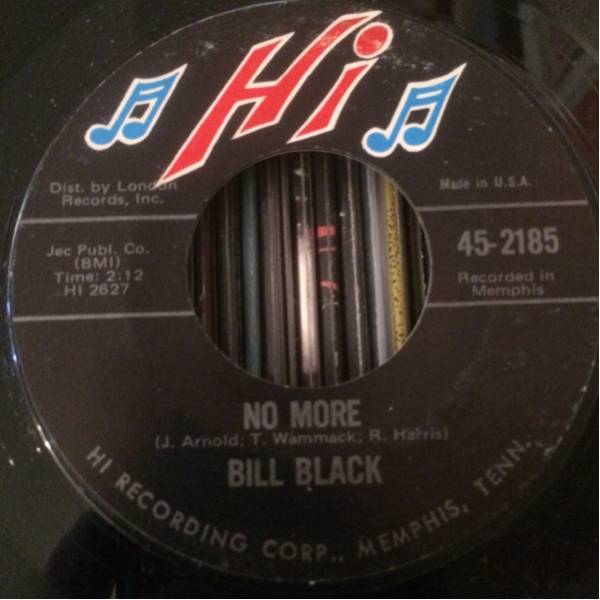 Hi
Dist. by London
Records, Inc.
Made in U.S.A.
Jec Publ. Co.
(BMI)
Time: 2:12
HI 2627
45-2185
Recorded in
Memphis
NO MORE
(J. Arnold; T. Wammack; R. Harris)
BILL BLACK
HI RECORDING CORP., MEMPHIS, TENN.